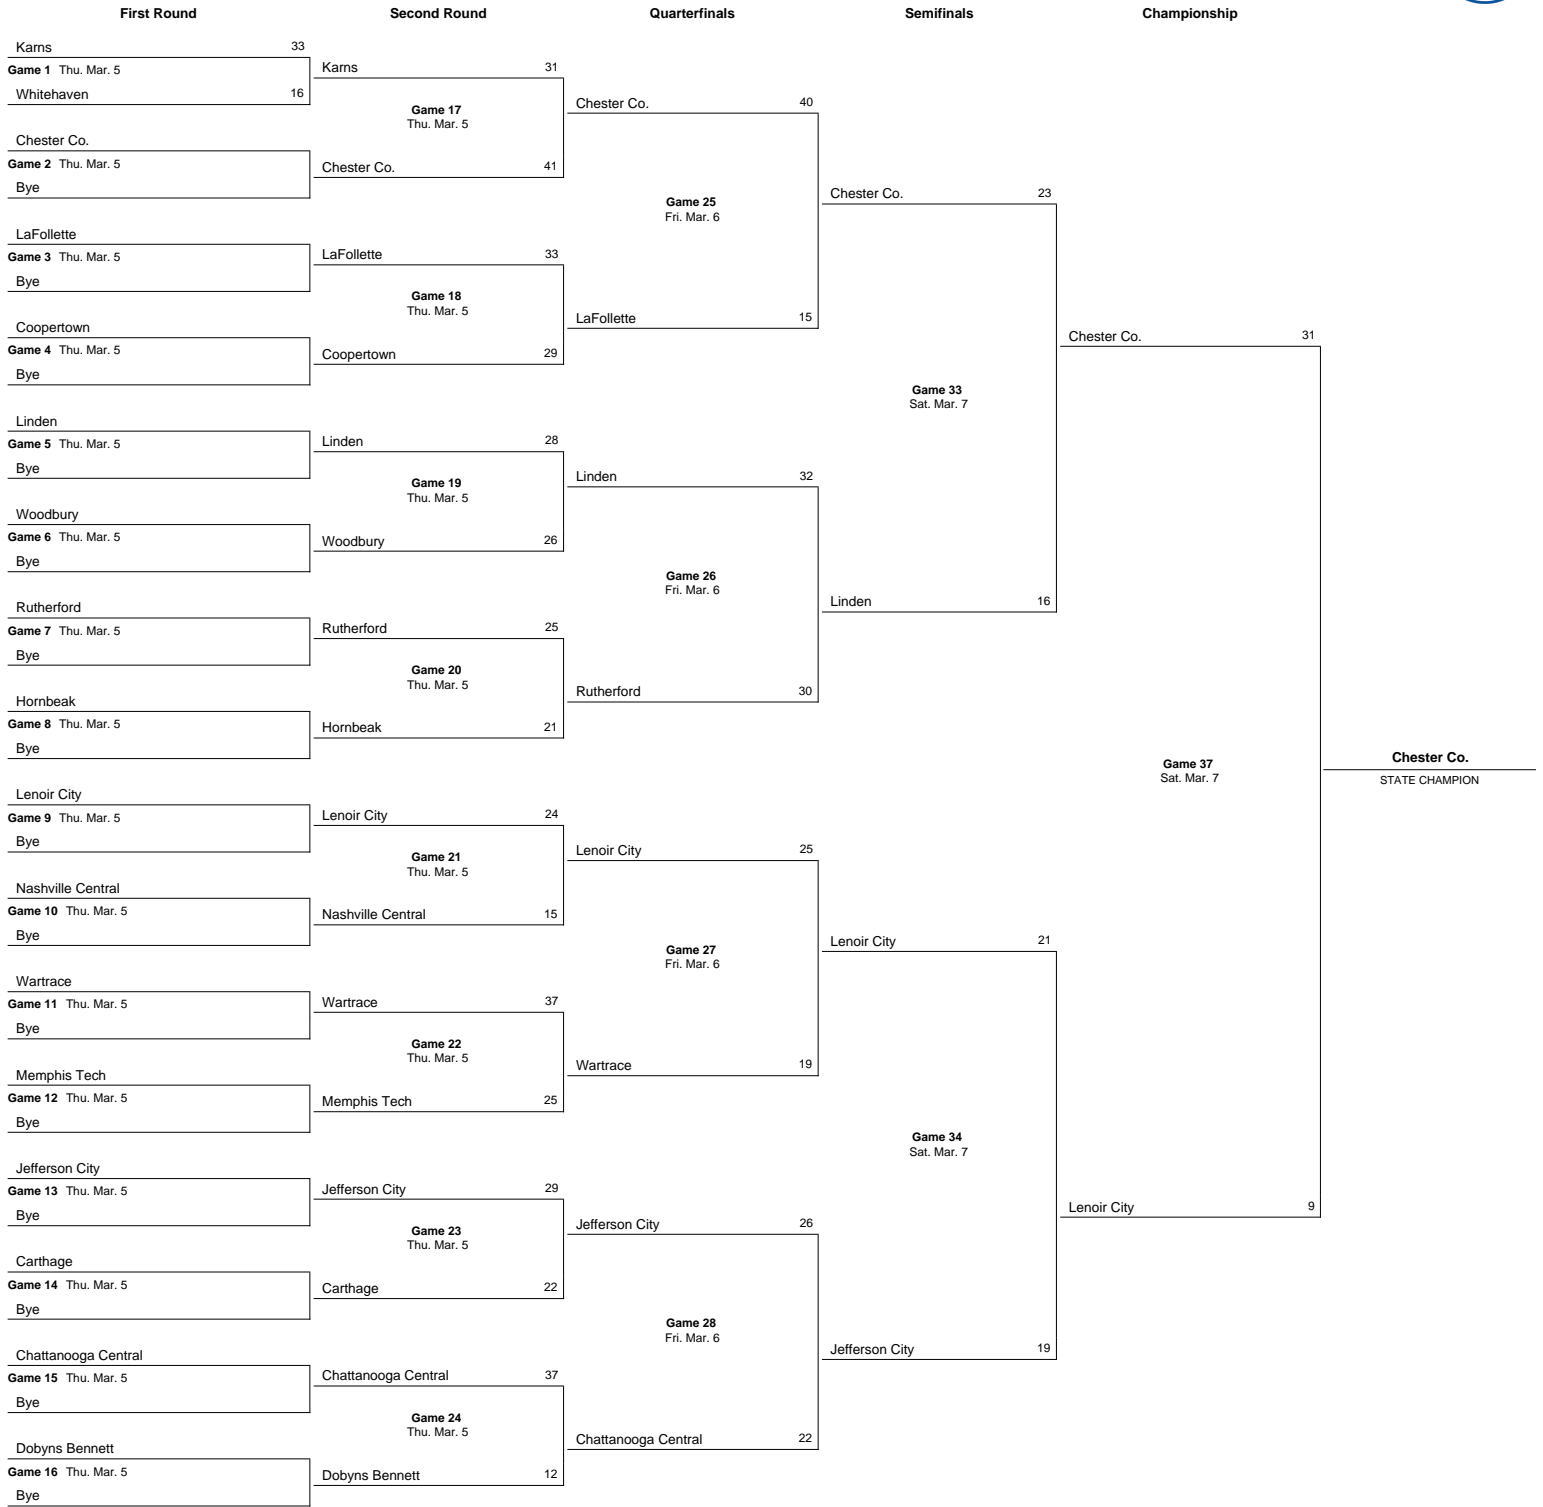 First Round Second Round Quarterfinals Semifinals Championship
Karns 33
Game 1 Thu. Mar. 5
Whitehaven 16
Chester Co.
Game 2 Thu. Mar. 5
Bye
LaFollette
Game 3 Thu. Mar. 5
Bye
Coopertown
Game 4 Thu. Mar. 5
Bye
Linden
Game 5 Thu. Mar. 5
Bye
Woodbury
Game 6 Thu. Mar. 5
Bye
Rutherford
Game 7 Thu. Mar. 5
Bye
Hornbeak
Game 8 Thu. Mar. 5
Bye
Lenoir City
Game 9 Thu. Mar. 5
Bye
Nashville Central
Game 10 Thu. Mar. 5
Bye
Wartrace
Game 11 Thu. Mar. 5
Bye
Memphis Tech
Game 12 Thu. Mar. 5
Bye
Jefferson City
Game 13 Thu. Mar. 5
Bye
Carthage
Game 14 Thu. Mar. 5
Bye
Chattanooga Central
Game 15 Thu. Mar. 5
Bye
Dobyns Bennett
Game 16 Thu. Mar. 5
Bye
Karns 31
Game 17
Thu. Mar. 5
Chester Co. 41
LaFollette 33
Game 18
Thu. Mar. 5
Coopertown 29
Linden 28
Game 19
Thu. Mar. 5
Woodbury 26
Rutherford 25
Game 20
Thu. Mar. 5
Hornbeak 21
Lenoir City 24
Game 21
Thu. Mar. 5
Nashville Central 15
Wartrace 37
Game 22
Thu. Mar. 5
Memphis Tech 25
Jefferson City 29
Game 23
Thu. Mar. 5
Carthage 22
Chattanooga Central 37
Game 24
Thu. Mar. 5
Dobyns Bennett 12
Chester Co. 40
Game 25
Fri. Mar. 6
LaFollette 15
Linden 32
Game 26
Fri. Mar. 6
Rutherford 30
Lenoir City 25
Game 27
Fri. Mar. 6
Wartrace 19
Jefferson City 26
Game 28
Fri. Mar. 6
Chattanooga Central 22
Chester Co. 23
Game 33
Sat. Mar. 7
Linden 16
Lenoir City 21
Game 34
Sat. Mar. 7
Jefferson City 19
Chester Co. 31
Game 37
Sat. Mar. 7
Lenoir City 9
Chester Co.
STATE CHAMPION